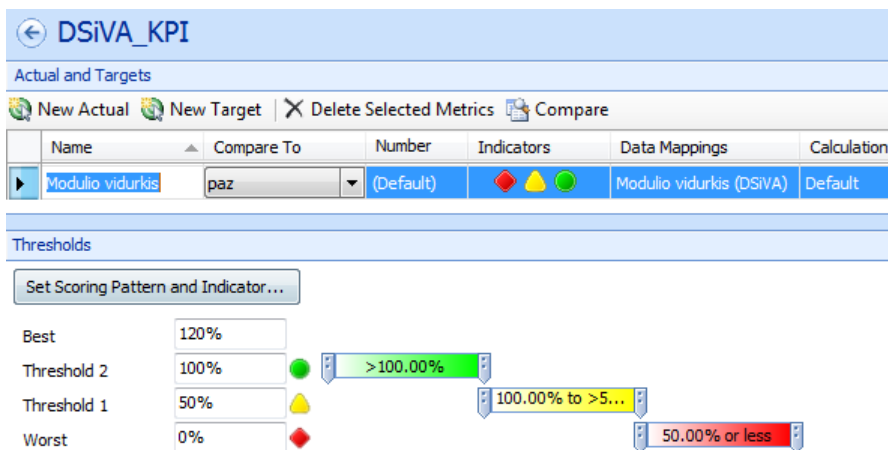 DSiVA_KPI
Actual and Targets
New Actual New Target Delete Selected Metrics Compare
Name Compare To Number Indicators Data Mappings Calculation
Modulio vidurkis paz (Default) Modulio vidurkis (DSiVA) Default
Thresholds
Set Scoring Pattern and Indicator...
Best 120%
Threshold 2 100% >100.00%
Threshold 1 50% 100.00% to >5...
Worst 0% 50.00% or less